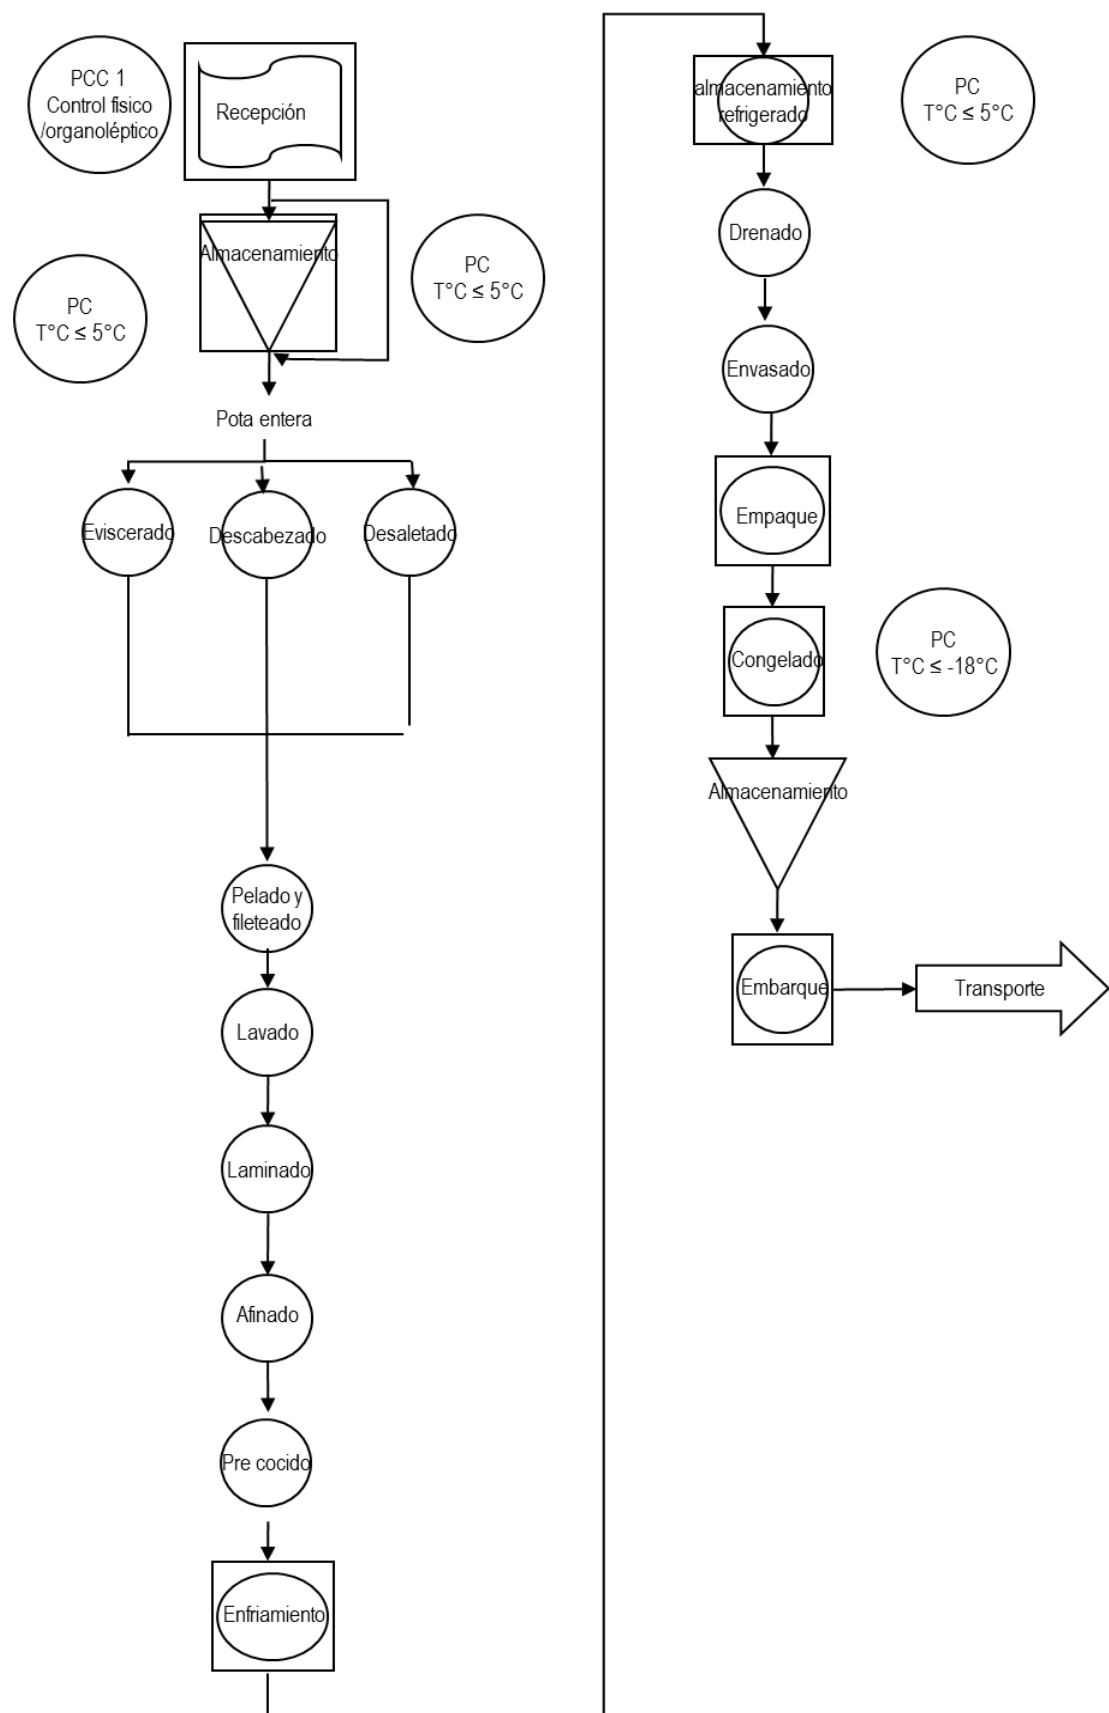 PCC 1
Control físico
/organoléptico
Recepción
Almacenamiento
PC
T°C ≤ 5°C
PC
T°C ≤ 5°C
Pota entera
Eviscerado
Descabezado
Desaletado
Pelado y
fileteado
Lavado
Laminado
Afinado
Pre cocido
Enfriamiento
almacenamiento
refrigerado
PC
T°C ≤ 5°C
Drenado
Envasado
Empaque
Congelado
PC
T°C ≤ -18°C
Almacenamiento
Embarque
Transporte